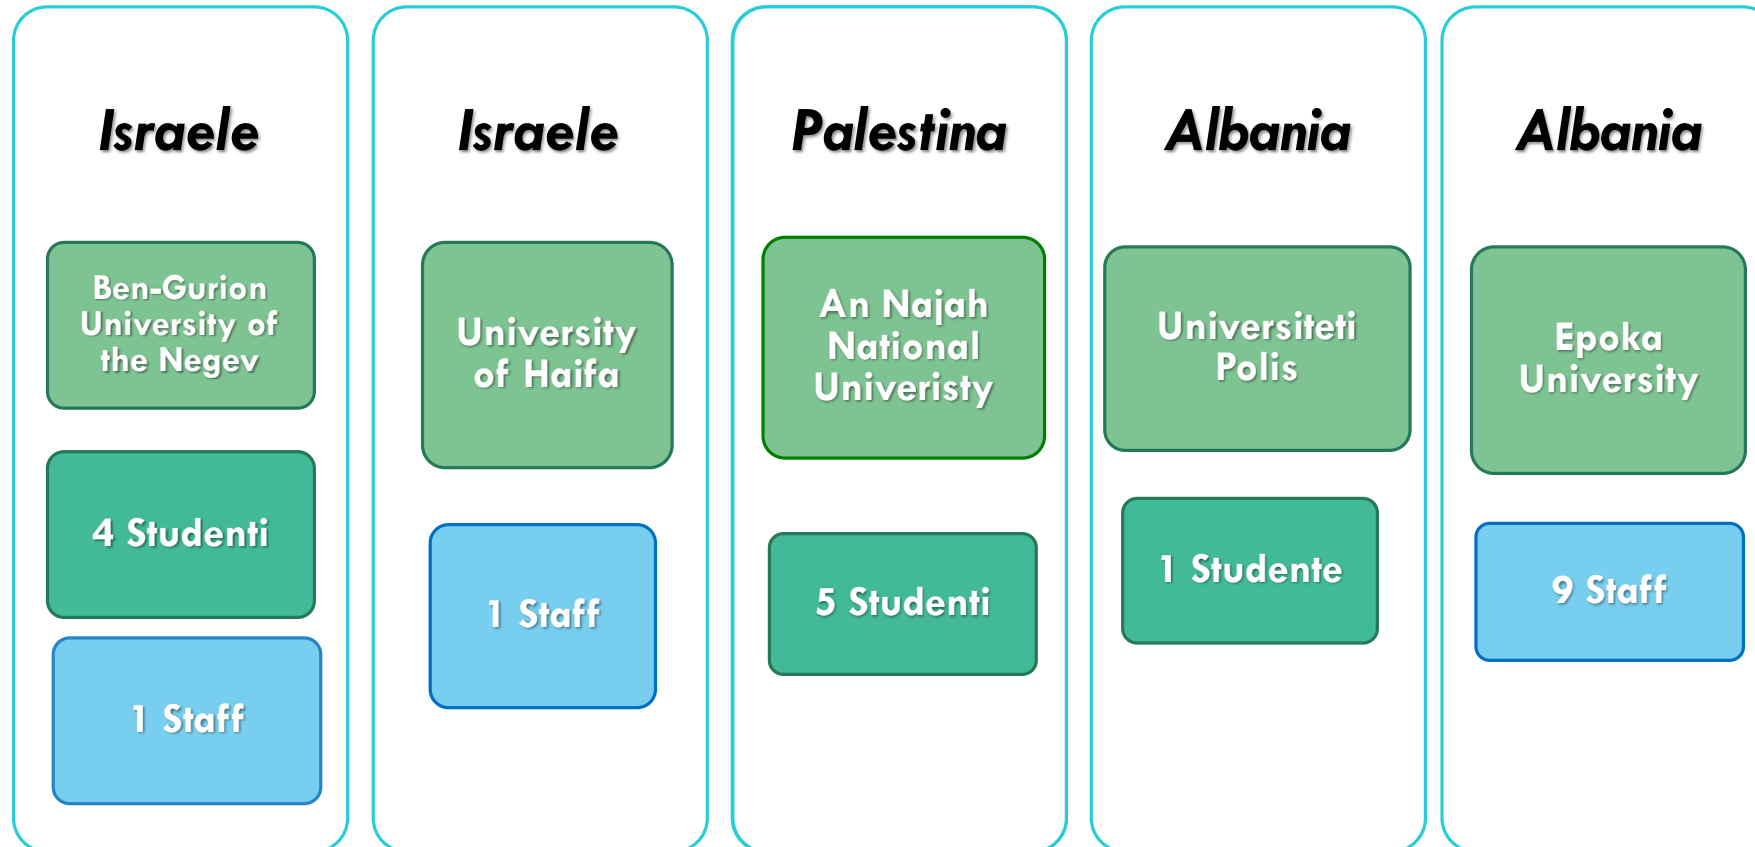 Israele
Ben-Gurion
University of
the Negev
4 Studenti
1 Staff
Israele
University
of Haifa
1 Staff
Palestina
An Najah
National
Univeristy
5 Studenti
Albania
Universiteti
Polis
1 Studente
Albania
Epoka
University
9 Staff